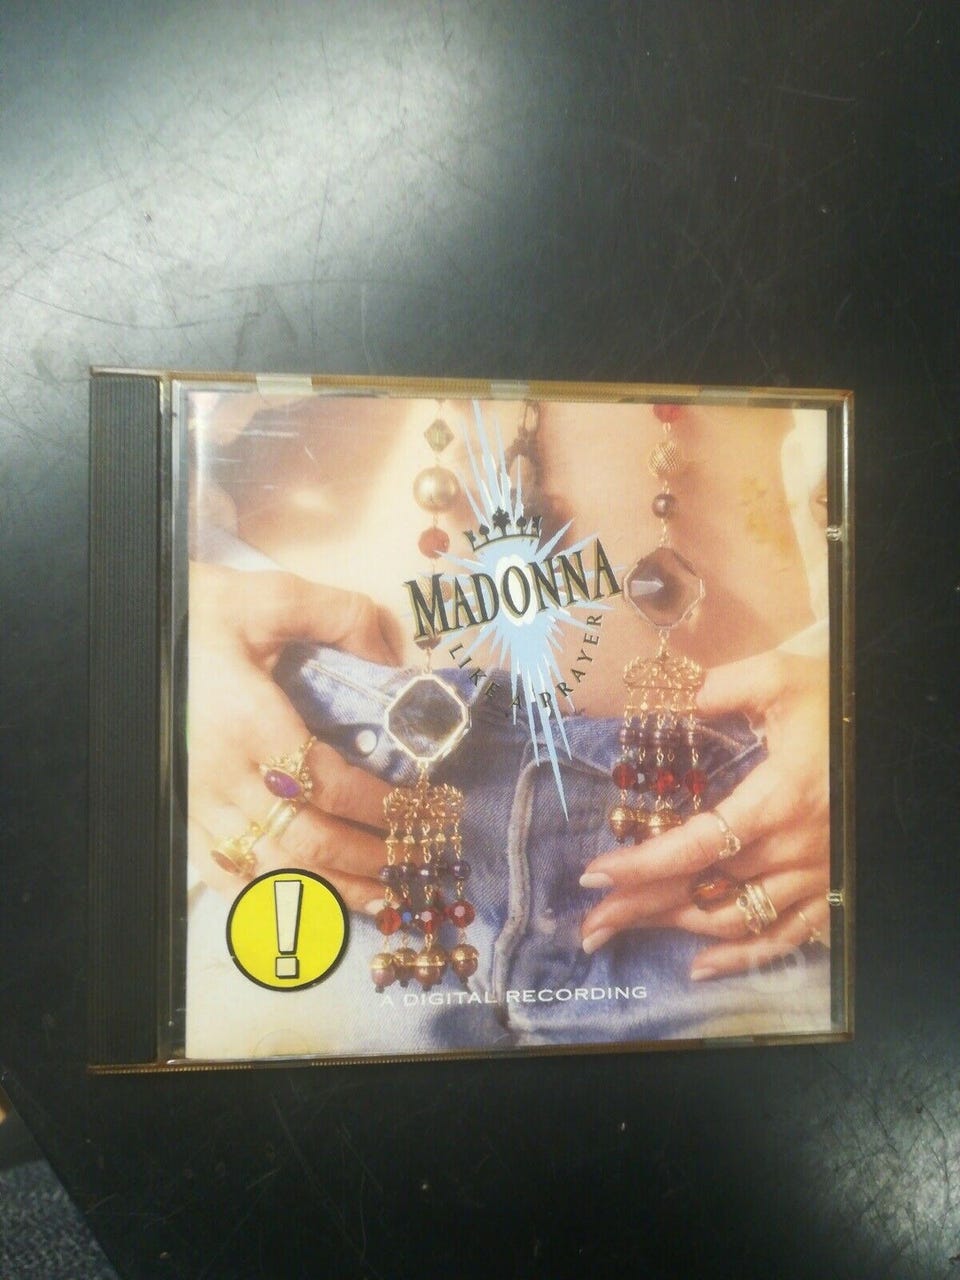 MADONNA
LIKE A PRAYER
!
A DIGITAL RECORDING